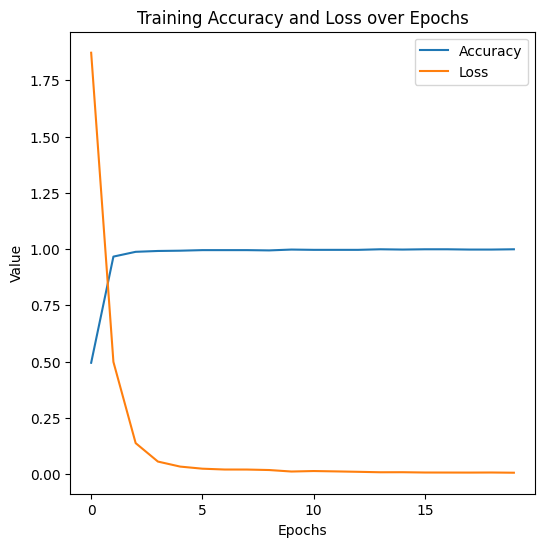 Training Accuracy and Loss over Epochs
Accuracy
Loss
1.75
1.50
1.25
1.00
0.75
0.50
0.25
0.00
Value
0 5 10 15
Epochs